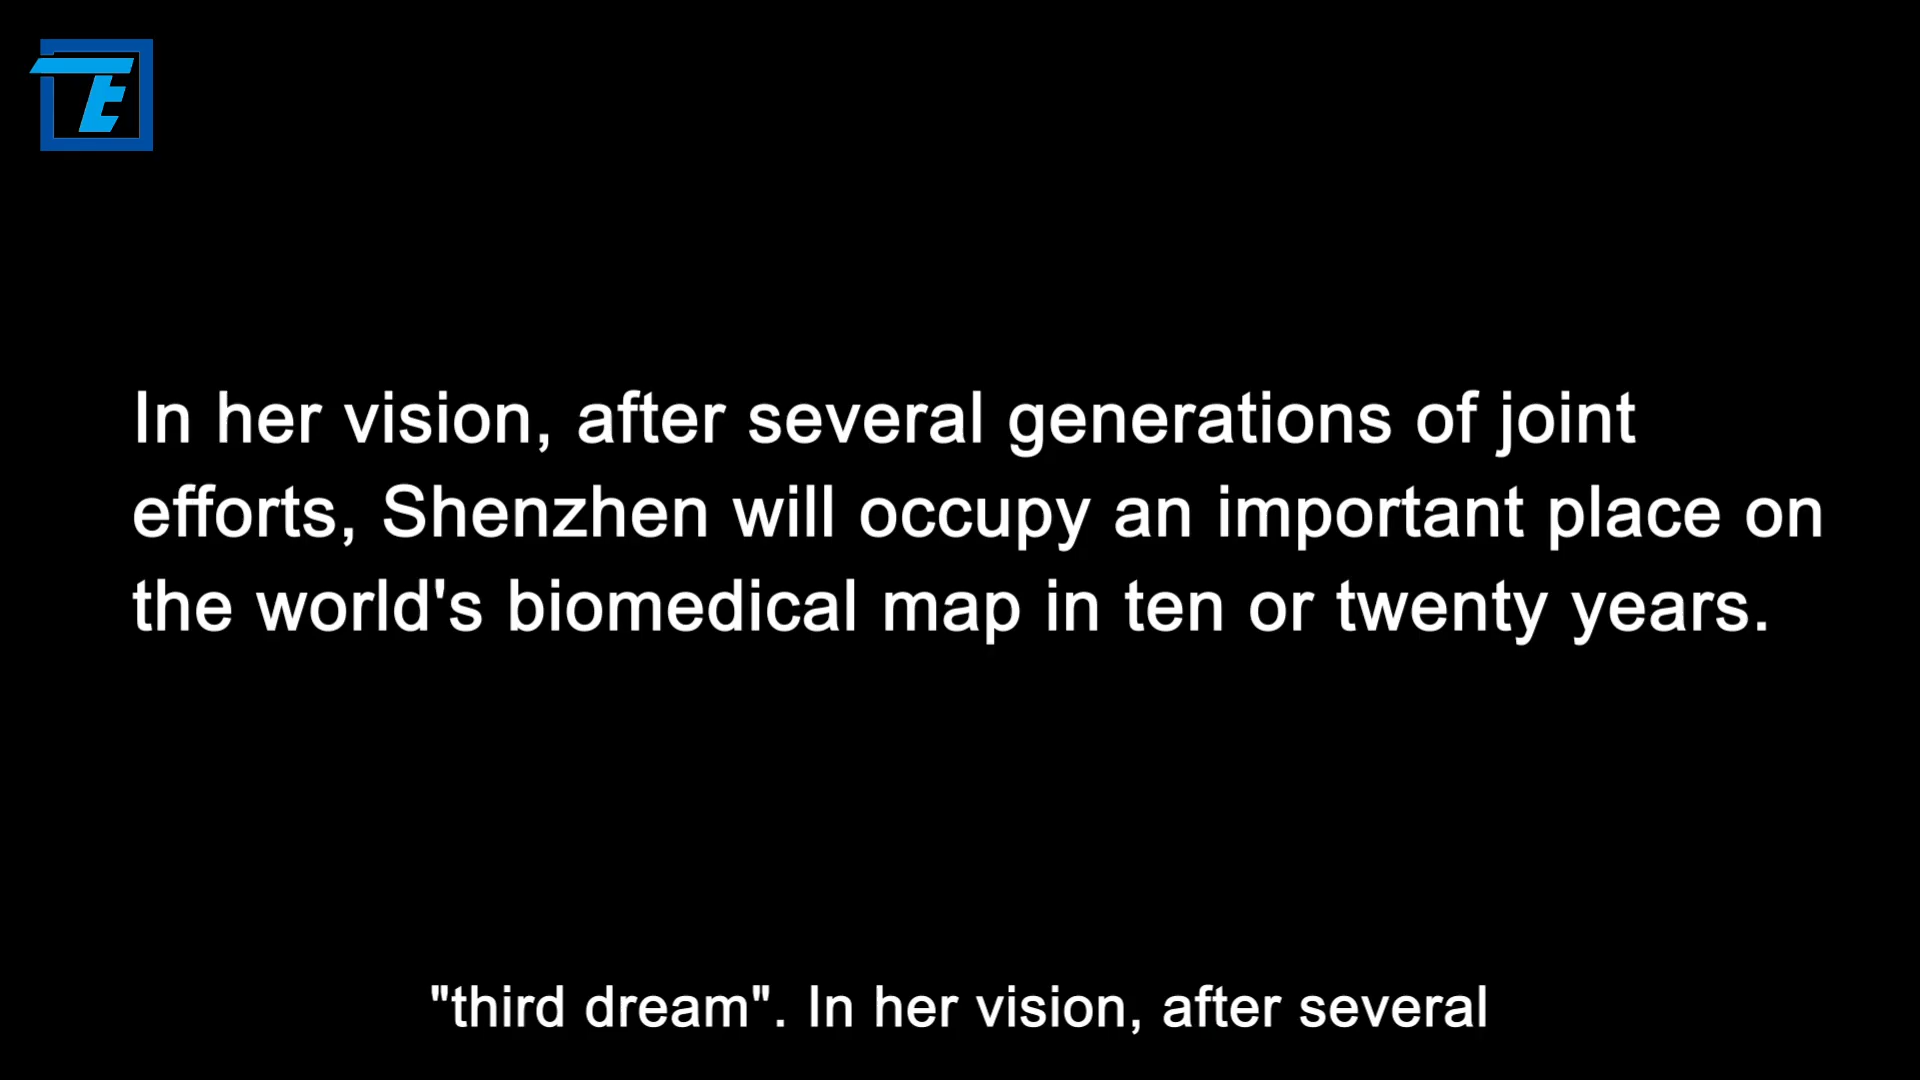 TE
In her vision, after several generations of joint
efforts, Shenzhen will occupy an important place on
the world's biomedical map in ten or twenty years.
"third dream". In her vision, after several